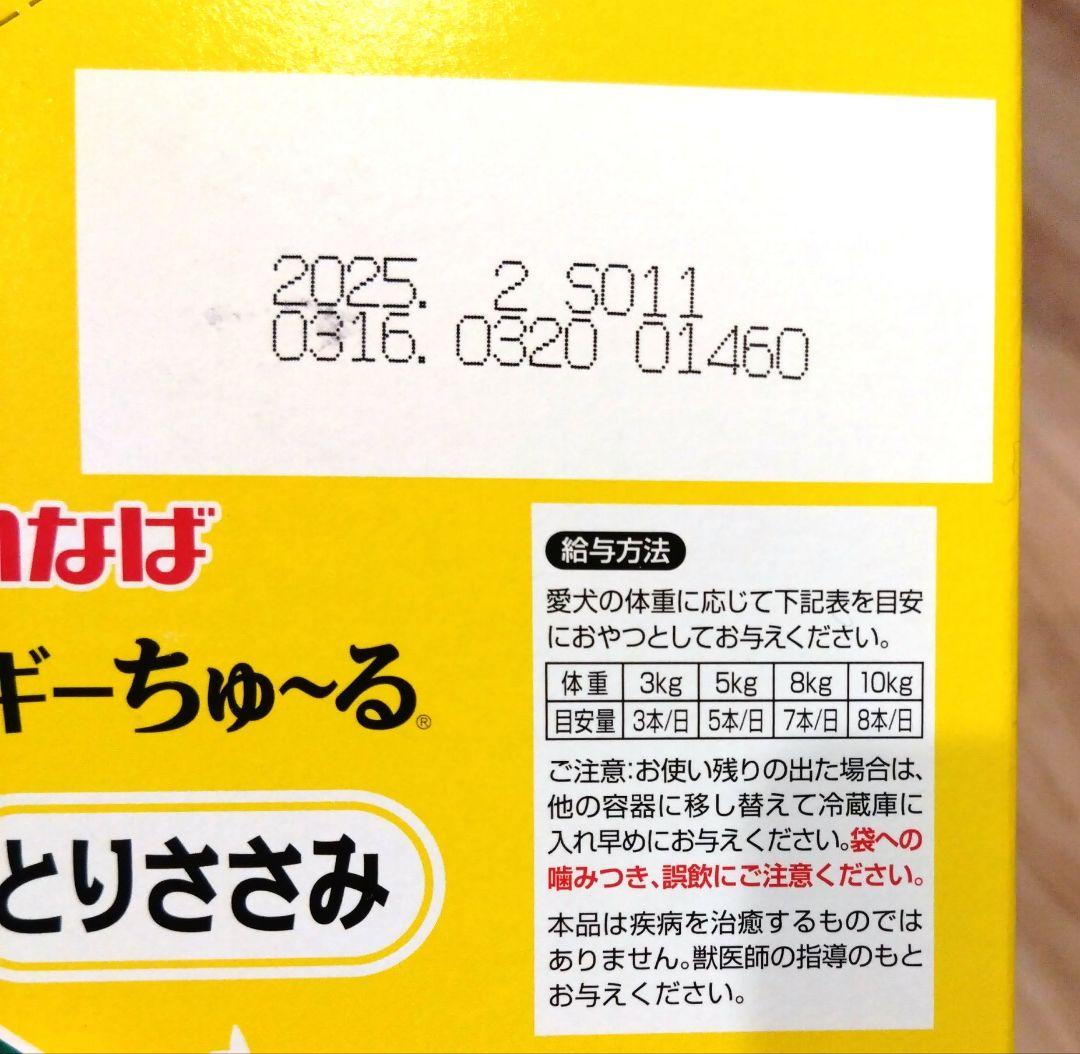 2025. 2 S011
0316. 0320 01460
いなば
ギーちゅ〜る®
とりささみ
給与方法
愛犬の体重に応じて下記表を目安
におやつとしてお与えください。
体重 3kg 5kg 8kg 10kg
目安量 3本/日 5本/日 7本/日 8本/日
ご注意:お使い残りの出た場合は、
他の容器に移し替えて冷蔵庫に
入れ早めにお与えください。袋への
噛みつき、誤飲にご注意ください。
本品は疾病を治癒するものでは
ありません。獣医師の指導のもと
お与えください。